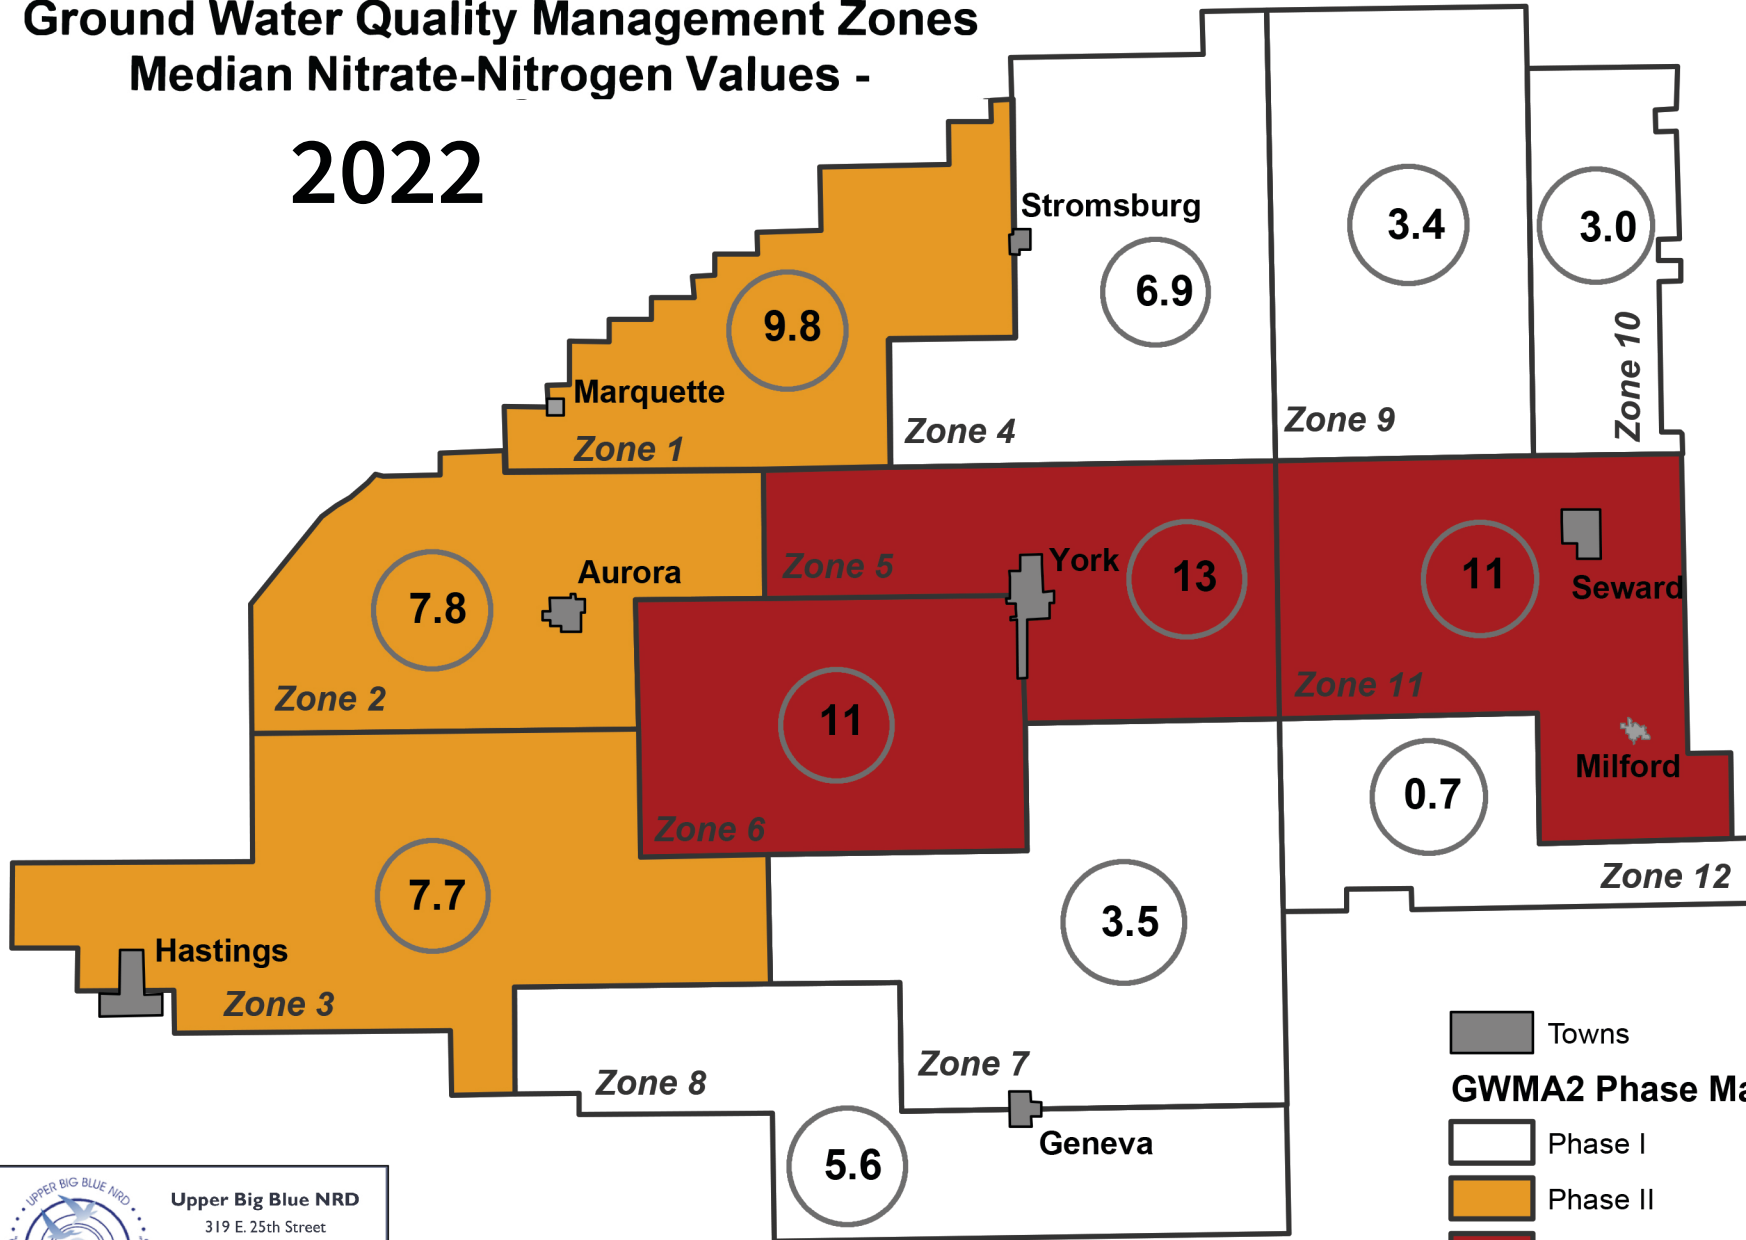 Ground Water Quality Management Zones
Median Nitrate-Nitrogen Values -
2022
Stromsburg
3.4
3.0
6.9
9.8
Marquette
Zone 1
Zone 4
Zone 9
Zone 10
Zone 5
York
13
11
Seward
Aurora
7.8
Zone 2
11
Zone 11
Milford
Zone 6
0.7
Zone 12
7.7
3.5
Hastings
Zone 3
Zone 7
Zone 8
Geneva
5.6
Towns
GWMA2 Phase Ma
Phase I
Phase II
UPPER BIG BLUE NRD
Upper Big Blue NRD
319 E. 25th Street